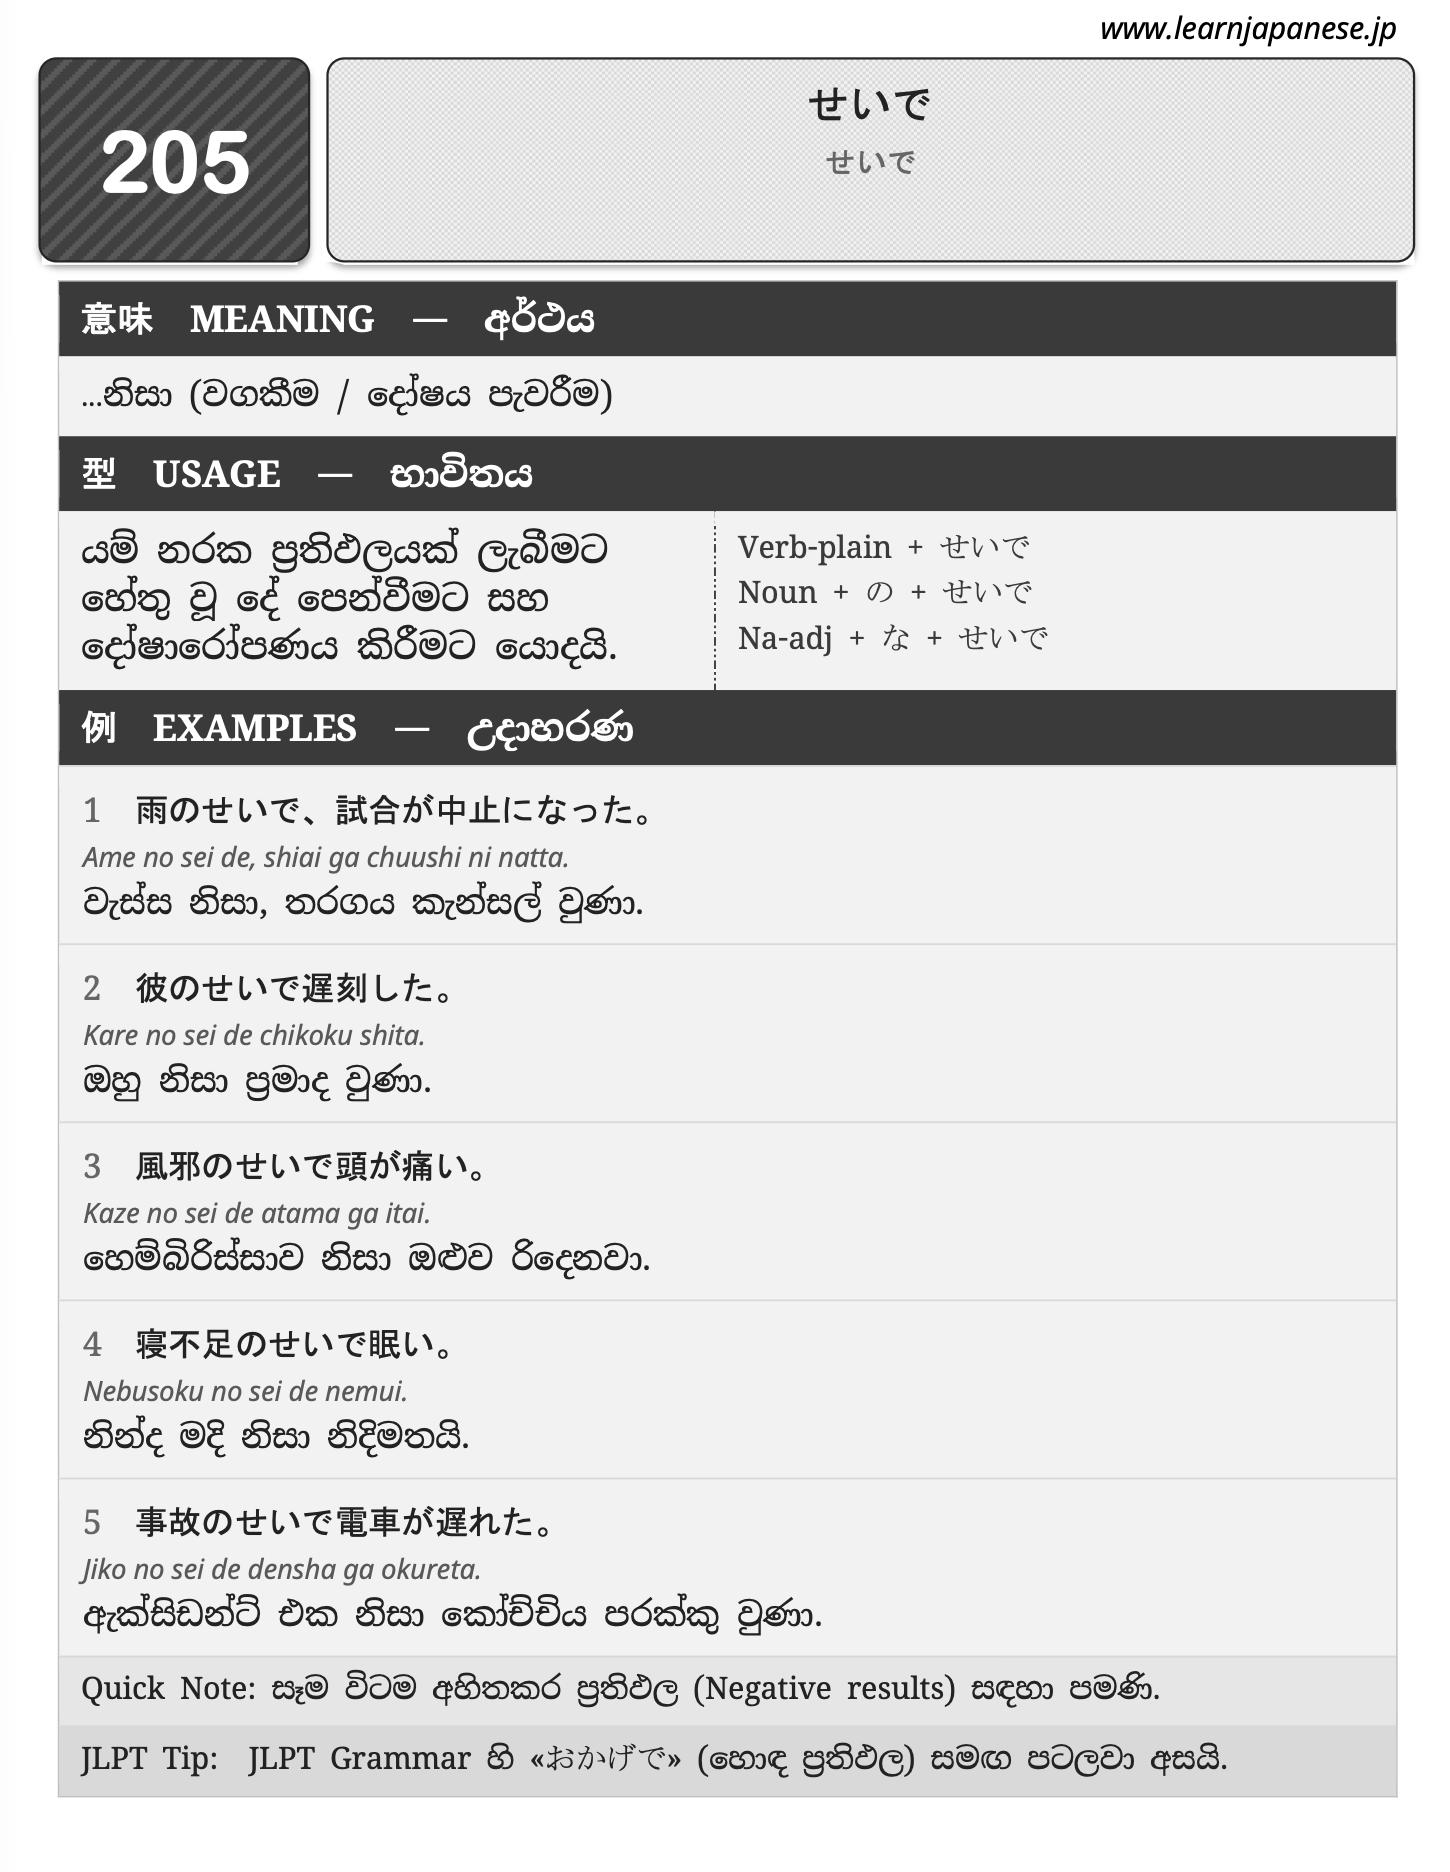 www.learnjapanese.jp
205
せいで
せいで
意味 MEANING — අර්ථය
...නිසා (වගකීම / දෝෂය පැවරීම)
型 USAGE — භාවිතය
යම් නරක ප්‍රතිඵලයක් ලැබීමට
හේතු වූ දේ පෙන්වීමට සහ
දෝෂාරෝපණය කිරීමට යොදයි.
Verb-plain + せいで
Noun + の + せいで
Na-adj + な + せいで
例 EXAMPLES — උදාහරණ
1 雨のせいで、試合が中止になった。
Ame no sei de, shiai ga chuushi ni natta.
වැස්ස නිසා, තරගය කැන්සල් වුණා.
2 彼のせいで遅刻した。
Kare no sei de chikoku shita.
ඔහු නිසා ප්‍රමාද වුණා.
3 風邪のせいで頭が痛い。
Kaze no sei de atama ga itai.
හෙම්බිරිස්සාව නිසා ඔළුව රිදෙනවා.
4 寝不足のせいで眠い。
Nebusoku no sei de nemui.
නින්ද මදි නිසා නිදිමතයි.
5 事故のせいで電車が遅れた。
Jiko no sei de densha ga okureta.
ඇක්සිඩන්ට් එක නිසා කෝච්චිය පරක්කු වුණා.
Quick Note: සෑම විටම අහිතකර ප්‍රතිඵල (Negative results) සඳහා පමණි.
JLPT Tip: JLPT Grammar හි «おかげで» (හොඳ ප්‍රතිඵල) සමඟ පටලවා අසයි.